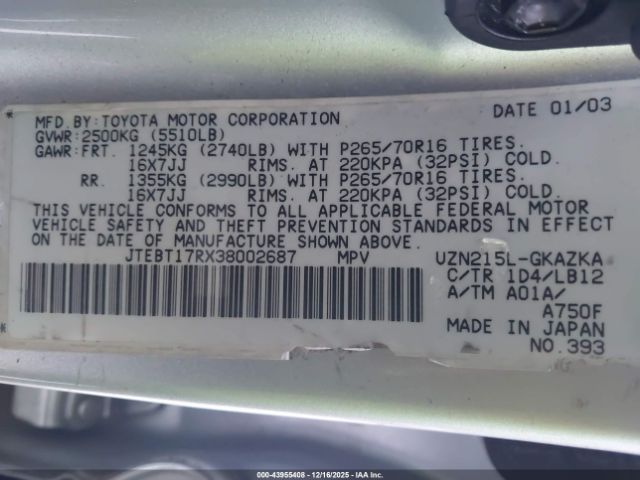 MFD. BY: TOYOTA MOTOR CORPORATION DATE 01/03
GVWR: 2500KG (5510LB)
GAWR: FRT. 1245KG (2740LB) WITH P265/70R16 TIRES.
16X7JJ RIMS. AT 220KPA (32PSI) COLD.
RR. 1355KG (2990LB) WITH P265/70R16 TIRES.
16X7JJ RIMS. AT 220KPA (32PSI) COLD.
THIS VEHICLE CONFORMS TO ALL APPLICABLE FEDERAL MOTOR
VEHICLE SAFETY AND THEFT PREVENTION STANDARDS IN EFFECT
ON THE DATE OF MANUFACTURE SHOWN ABOVE.
JTEBT17RX38002687 MPV UZN215L-GKAZKA
C/TR 1D4/LB12
A/TM A01A/
A750F
MADE IN JAPAN
NO.393
© 43955408 - 12/16/2025 - IAA.com